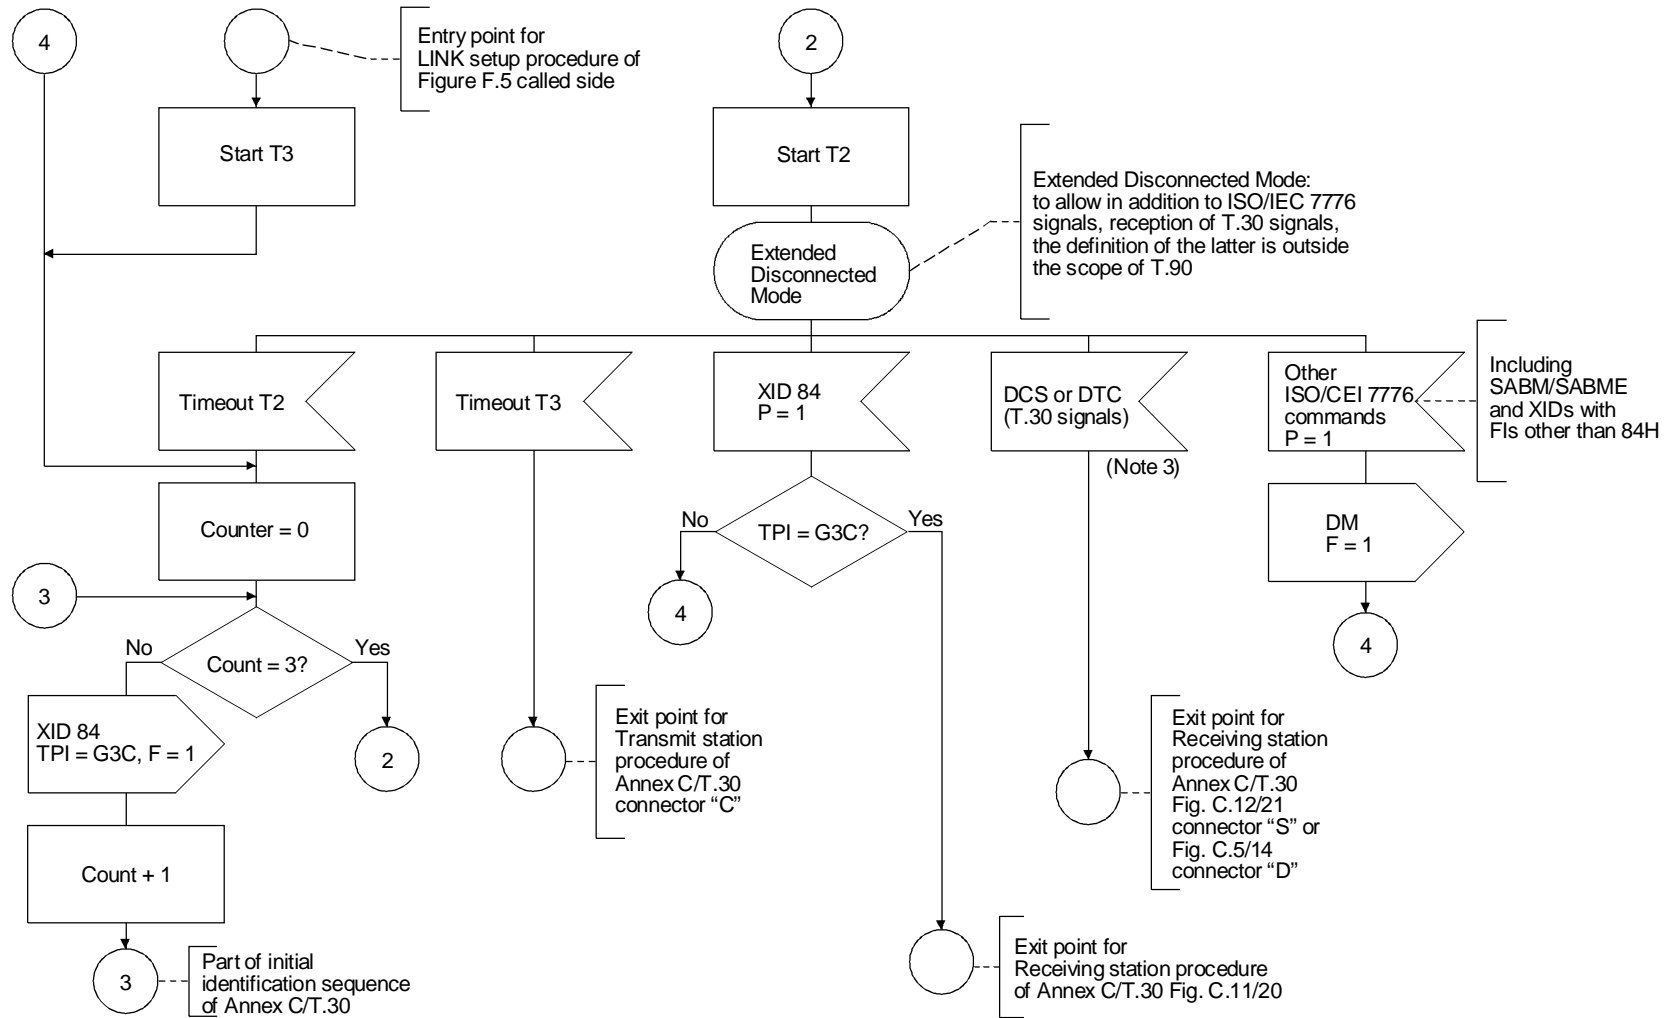 4
Entry point for
LINK setup procedure of
Figure F.5 called side
2
Start T3
Start T2
Extended Disconnected Mode:
to allow in addition to ISO/IEC 7776
signals, reception of T.30 signals,
the definition of the latter is outside
the scope of T.90
Extended
Disconnected
Mode
Timeout T2
Timeout T3
XID 84
P = 1
DCS or DTC
(T.30 signals)
(Note 3)
Other
ISO/CEI 7776
commands
P = 1
Including
SABM/SABME
and XIDs with
FIs other than 84H
Counter = 0
No
TPI = G3C?
Yes
DM
F = 1
3
4
4
No
Count = 3?
Yes
XID 84
TPI = G3C, F = 1
2
Exit point for
Transmit station
procedure of
Annex C/T.30
connector “C”
Exit point for
Receiving station
procedure of
Annex C/T.30
Fig. C.12/21
connector “S” or
Fig. C.5/14
connector “D”
Count + 1
3
Part of initial
identification sequence
of Annex C/T.30
Exit point for
Receiving station procedure
of Annex C/T.30 Fig. C.11/20